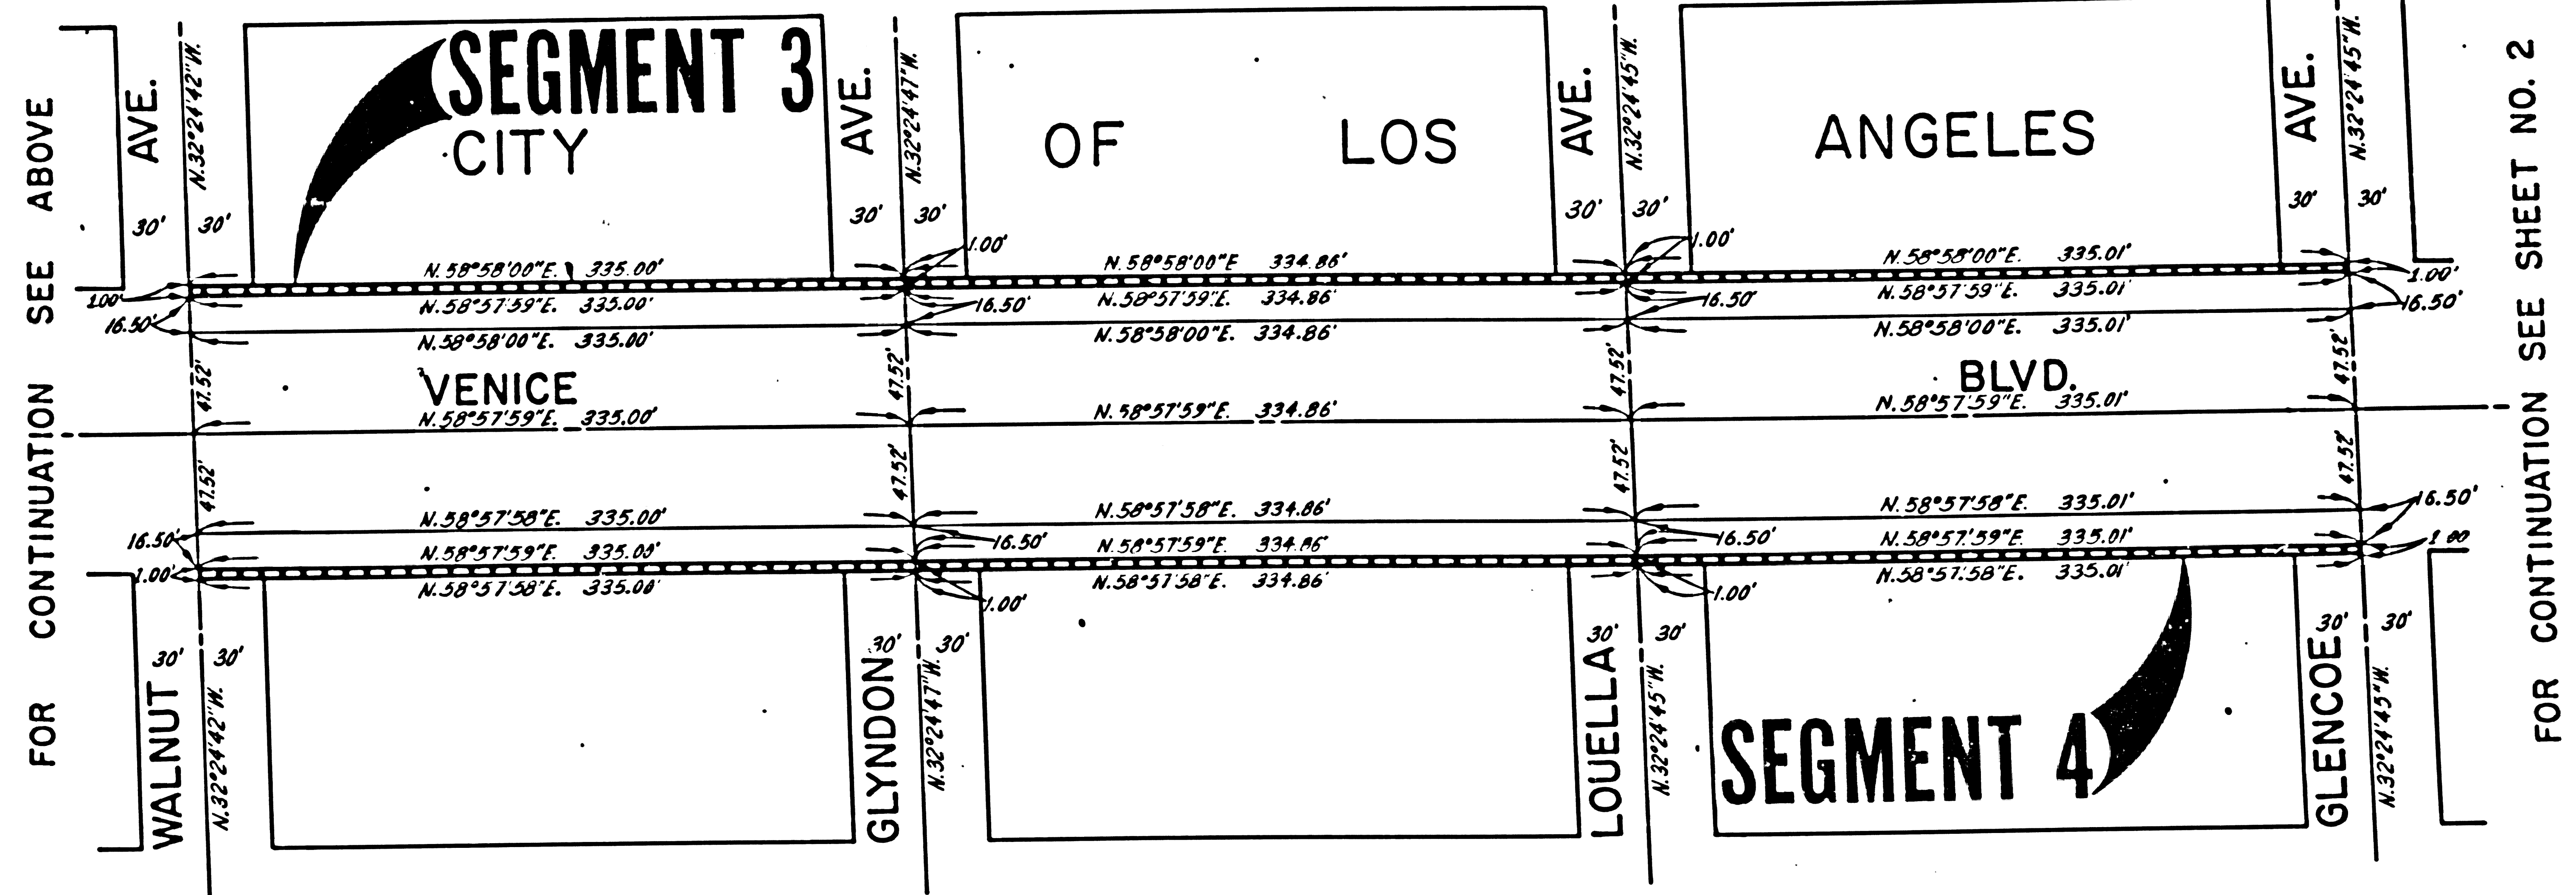 FOR CONTINUATION SEE ABOVE
AVE.
N.32°24'42"W.
SEGMENT 3
AVE.
N.32°24'47"W.
AVE.
N.32°24'45"W.
AVE.
N.32°24'45"W.
FOR CONTINUATION SEE SHEET NO. 2
CITY OF LOS ANGELES
30' 30' 30' 30' 30' 30' 30' 30'
1.00' 1.00'
N.58°58'00"E. 335.00' N.58°58'00"E 334.86' N.58°58'00"E. 335.01'
1.00' 1.00'
N.58°57'59"E. 335.00' N.58°57'59"E. 334.86' N.58°57'59"E. 335.01'
16.50' 16.50' 16.50' 16.50'
N.58°58'00"E. 335.00' N.58°58'00"E. 334.86' N.58°58'00"E. 335.01'
47.52' 47.52' 47.52' 47.52'
VENICE BLVD.
N.58°57'59"E. 335.00' N.58°57'59"E. 334.86' N.58°57'59"E. 335.01'
47.52' 47.52' 47.52' 47.52'
N.58°57'58"E. 335.00' N.58°57'58"E. 334.86' N.58°57'58"E. 335.01'
16.50' 16.50' 16.50' 16.50'
N.58°57'59"E. 335.00' N.58°57'59"E. 334.86' N.58°57'59"E. 335.01'
1.00' 1.00
N.58°57'58"E. 335.00' N.58°57'58"E. 334.86' N.58°57'58"E. 335.01'
1.00' 1.00'
30' 30' 30' 30' 30' 30' 30' 30'
WALNUT
N.32°24'42"W.
GLYNDON
N.32°24'47"W.
LOUELLA
N.32°24'45"W.
SEGMENT 4
GLENCOE
N.32°24'45"W.